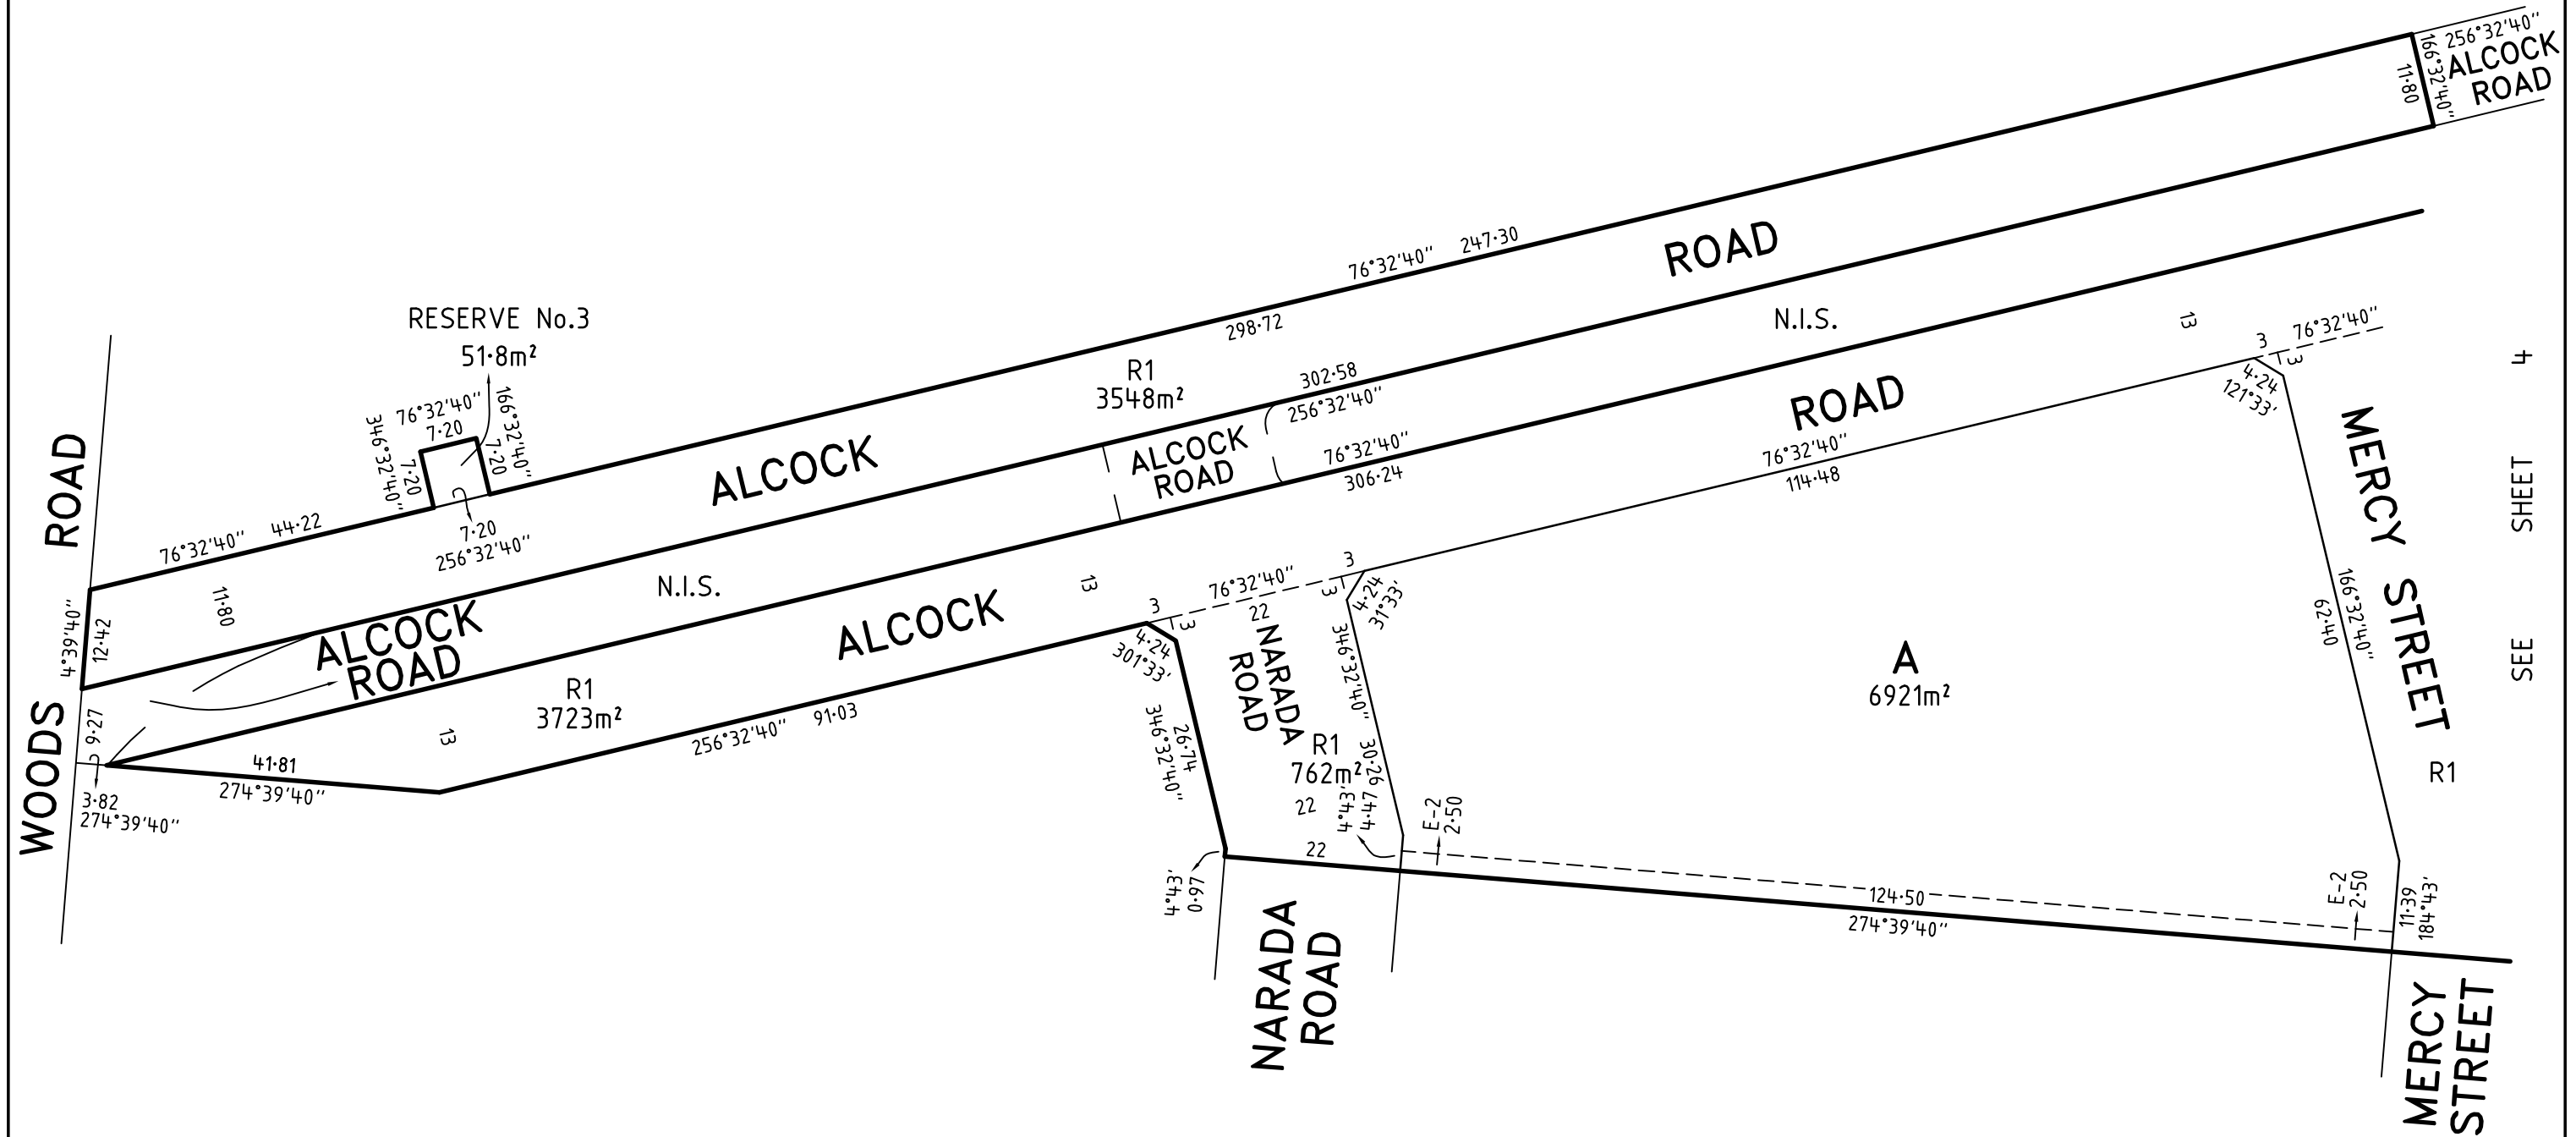 256°32'40"
ALCOCK
ROAD
166°32'40"
11·80
76°32'40" 247·30
ROAD
298·72
RESERVE No.3
51·8m²
76°32'40"
7·20
346°32'40"
7·20
166°32'40"
7·20
7·20
256°32'40"
R1
3548m²
302·58
256°32'40"
N.I.S.
13
3
76°32'40"
3
4·24
121°33'
4
SHEET
SEE
ROAD
WOODS
76°32'40" 44·22
11·80
4°39'40"
12·42
ALCOCK
ALCOCK
ROAD
76°32'40"
306·24
ROAD
76°32'40"
114·48
MERCY STREET
166°32'40"
62·40
R1
N.I.S.
ALCOCK
ROAD
ALCOCK
13
3
76°32'40"
3
22
3
3
4·24
301°33'
4·24
31°33'
NARADA
ROAD
346°32'40" 30·26
A
6921m²
R1
3723m²
13
256°32'40" 91·03
346°32'40"
26·74
R1
762m²
22
4°43'
4·47
E-2
2·50
9·27
41·81
274°39'40"
3·82
274°39'40"
22
4°43'
0·97
124·50
274°39'40"
E-2
2·50
11·39
184°43'
NARADA
ROAD
MERCY
STREET